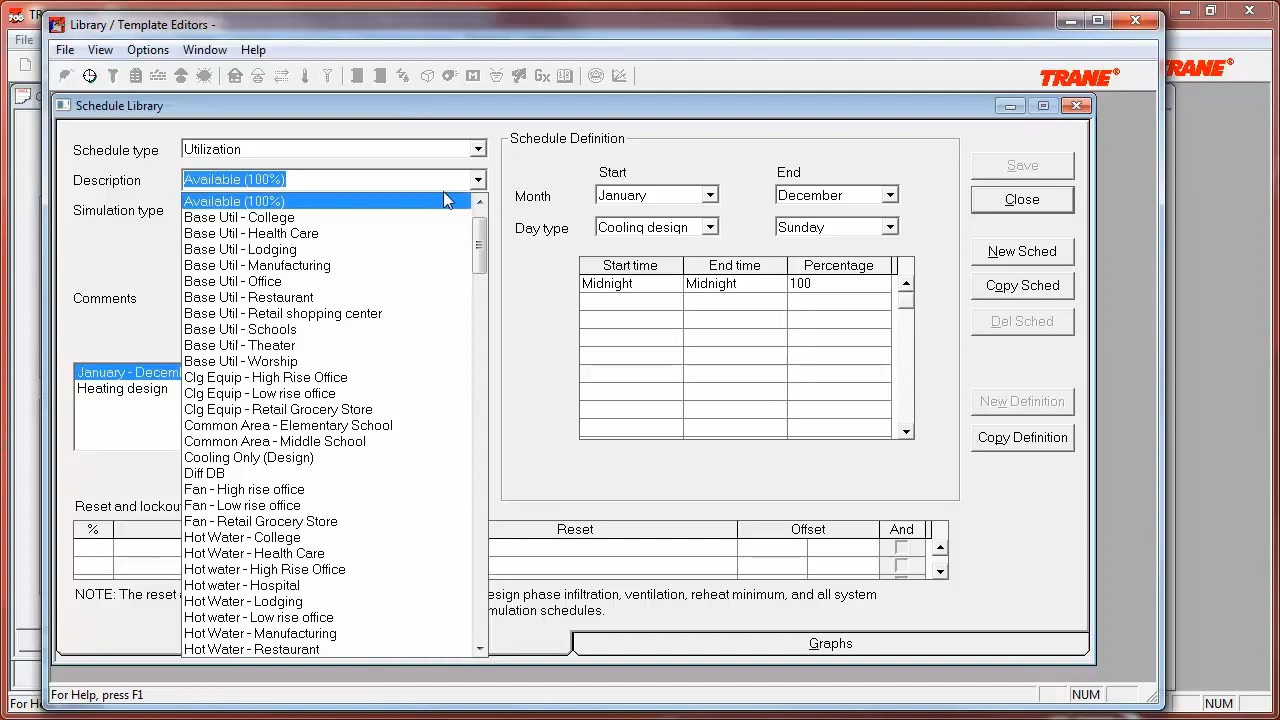 Library / Template Editors -
File
File View Options Window Help
TRANE®
Schedule Library
Schedule type Utilization
Description Available (100%)
Simulation type
Comments
Available (100%)
Base Util - College
Base Util - Health Care
Base Util - Lodging
Base Util - Manufacturing
Base Util - Office
Base Util - Restaurant
Base Util - Retail shopping center
Base Util - Schools
Base Util - Theater
Base Util - Worship
Clg Equip - High Rise Office
Clg Equip - Low rise office
Clg Equip - Retail Grocery Store
Common Area - Elementary School
Common Area - Middle School
Cooling Only (Design)
Diff DB
Fan - High rise office
Fan - Low rise office
Fan - Retail Grocery Store
Hot Water - College
Hot Water - Health Care
Hot water - High Rise Office
Hot water - Hospital
Hot Water - Lodging
Hot water - Low rise office
Hot Water - Manufacturing
Hot Water - Restaurant
January - Decem
Heating design
Schedule Definition
Start End
Month January December
Day type Cooling design Sunday
Start time End time Percentage
Midnight Midnight 100
Save
Close
New Sched
Copy Sched
Del Sched
New Definition
Copy Definition
Reset and lockou
% Reset Offset And
NOTE: The reset esign phase infiltration, ventilation, reheat minimum, and all system
mulation schedules.
Graphs
For Help, press F1 NUM
For He NUM